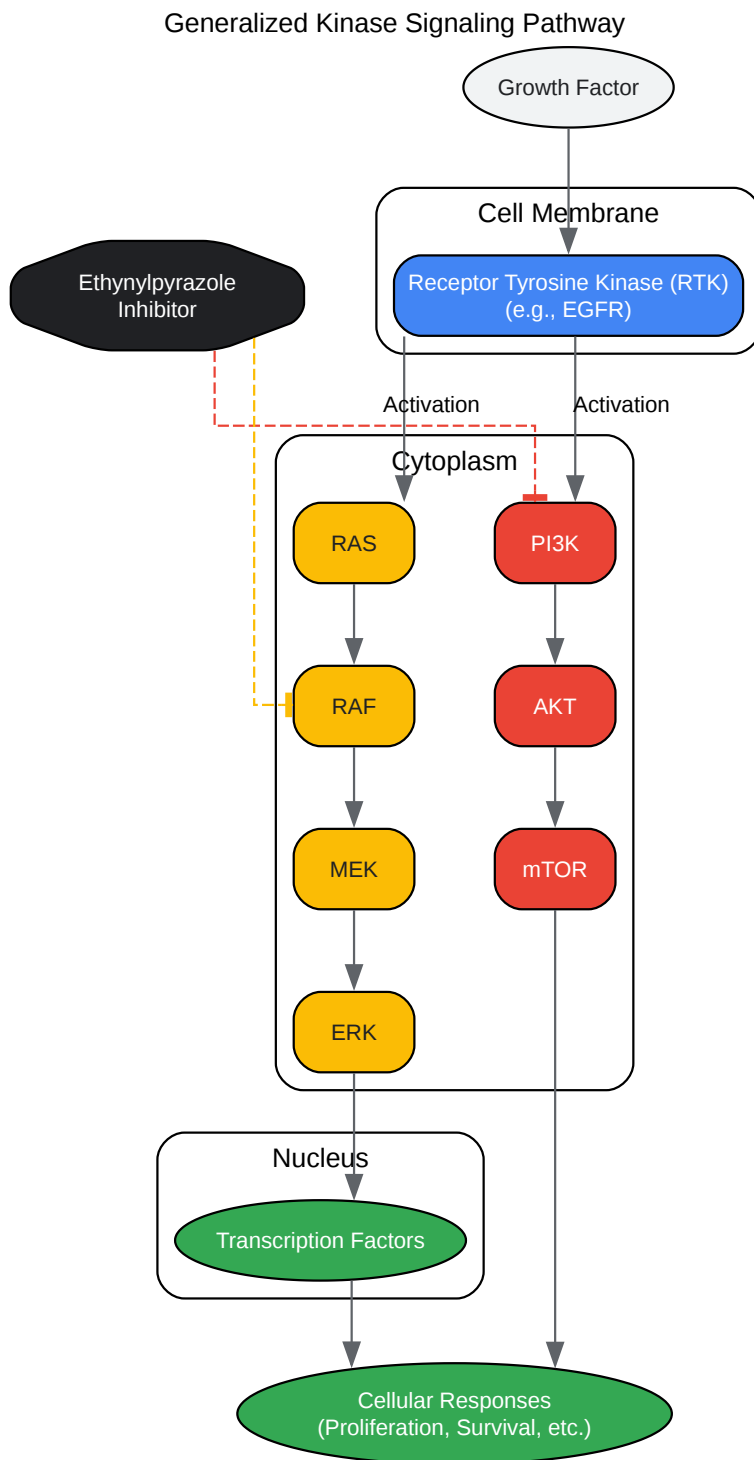 Generalized Kinase Signaling Pathway
Growth Factor
Cell Membrane
Receptor Tyrosine Kinase (RTK)
(e.g., EGFR)
Ethynylpyrazole
Inhibitor
Activation
Activation
Cytoplasm
RAS
PI3K
RAF
AKT
MEK
mTOR
ERK
Nucleus
Transcription Factors
Cellular Responses
(Proliferation, Survival, etc.)